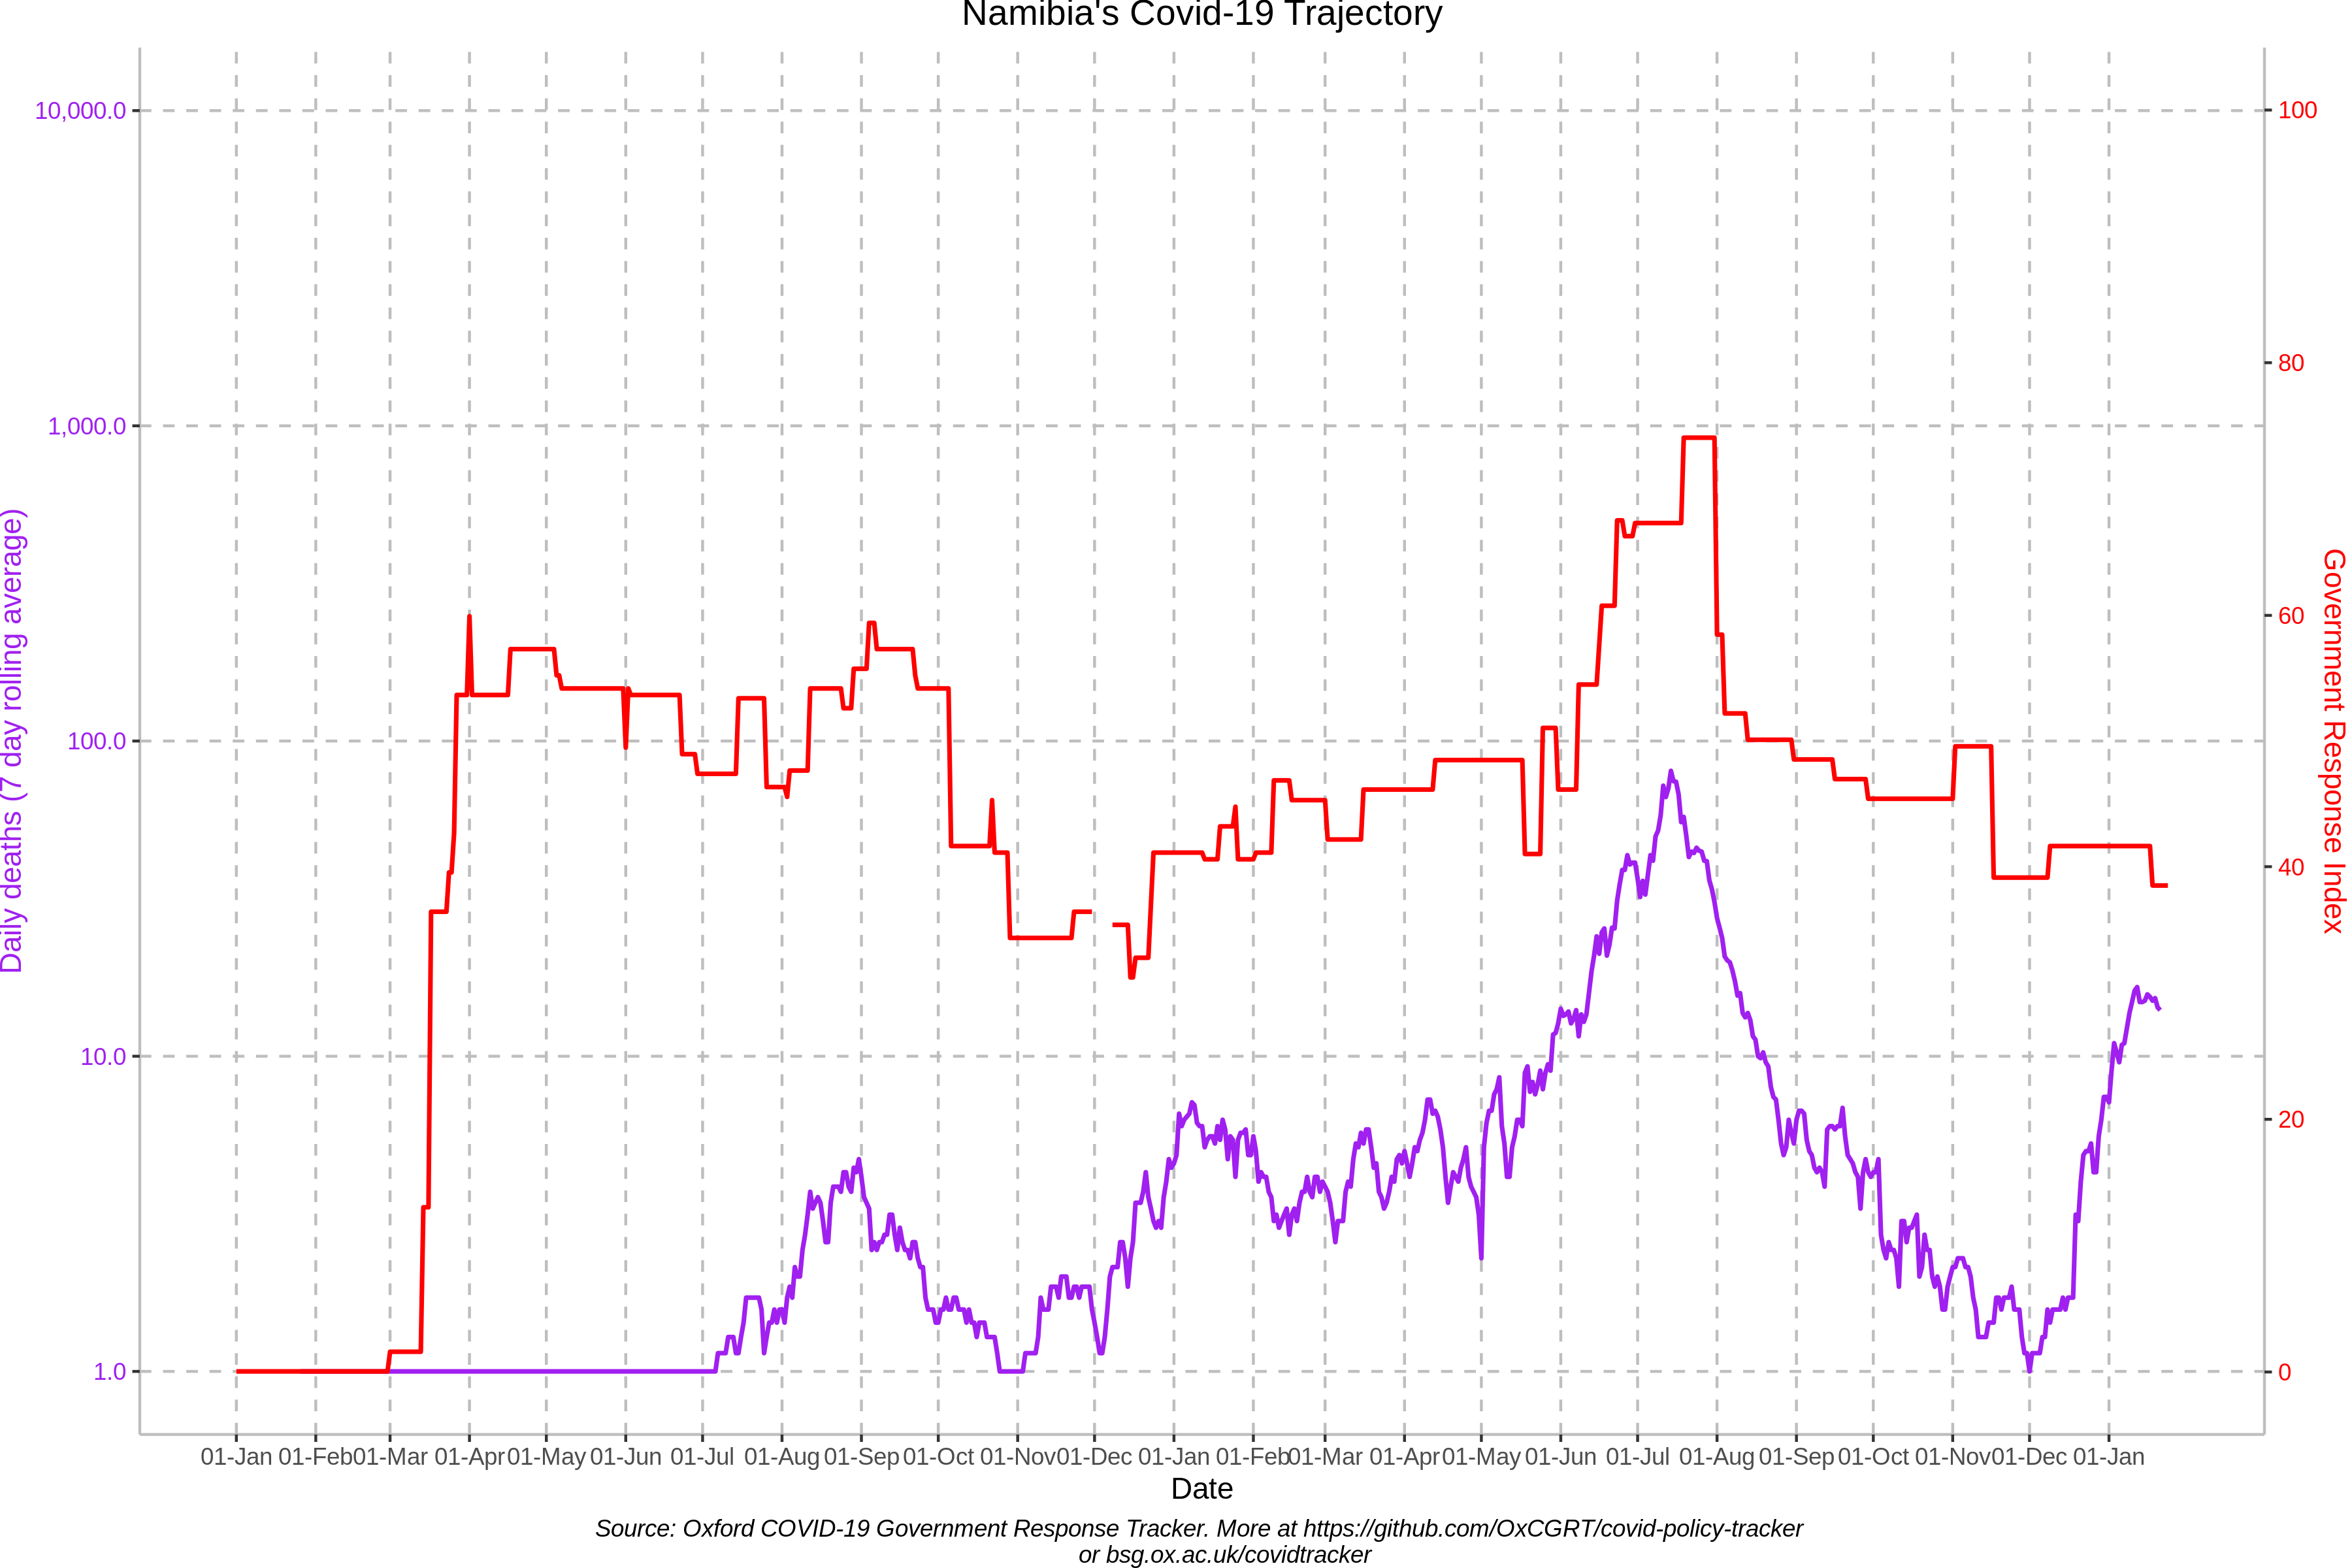 Namibia's Covid-19 Trajectory
10,000.0
1,000.0
100.0
10.0
1.0
Daily deaths (7 day rolling average)
100
80
60
40
20
0
Government Response Index
01-Jan 01-Feb 01-Mar 01-Apr 01-May 01-Jun 01-Jul 01-Aug 01-Sep 01-Oct 01-Nov 01-Dec 01-Jan 01-Feb 01-Mar 01-Apr 01-May 01-Jun 01-Jul 01-Aug 01-Sep 01-Oct 01-Nov 01-Dec 01-Jan
Date
Source: Oxford COVID-19 Government Response Tracker. More at https://github.com/OxCGRT/covid-policy-tracker
or bsg.ox.ac.uk/covidtracker